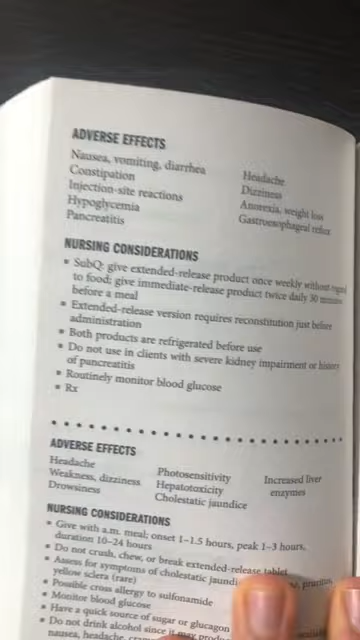 ADVERSE EFFECTS
Nausea, vomiting, diarrhea
Constipation
Injection-site reactions
Hypoglycemia
Pancreatitis
Headache
Dizziness
Anorexia, weight loss
Gastroesophageal reflux
NURSING CONSIDERATIONS
• SubQ: give extended-release product once weekly without regard
to food; give immediate-release product twice daily 30 minutes
before a meal
• Extended-release version requires reconstitution just before
administration
• Both products are refrigerated before use
• Do not use in clients with severe kidney impairment or history
of pancreatitis
• Routinely monitor blood glucose
• Rx
ADVERSE EFFECTS
Headache
Weakness, dizziness
Drowsiness
Photosensitivity
Hepatotoxicity
Cholestatic jaundice
Increased liver
enzymes
NURSING CONSIDERATIONS
• Give with a.m. meal; onset 1–1.5 hours, peak 1–3 hours,
duration 10–24 hours
• Do not crush, chew, or break extended-release tablet
• Assess for symptoms of cholestatic pruritus,
yellow sclera (rare)
• Possible cross allergy to sulfonamide
• Monitor blood glucose
• Have a quick source of sugar or glucagon
• Do not drink alcohol since it may
nausea, headache,